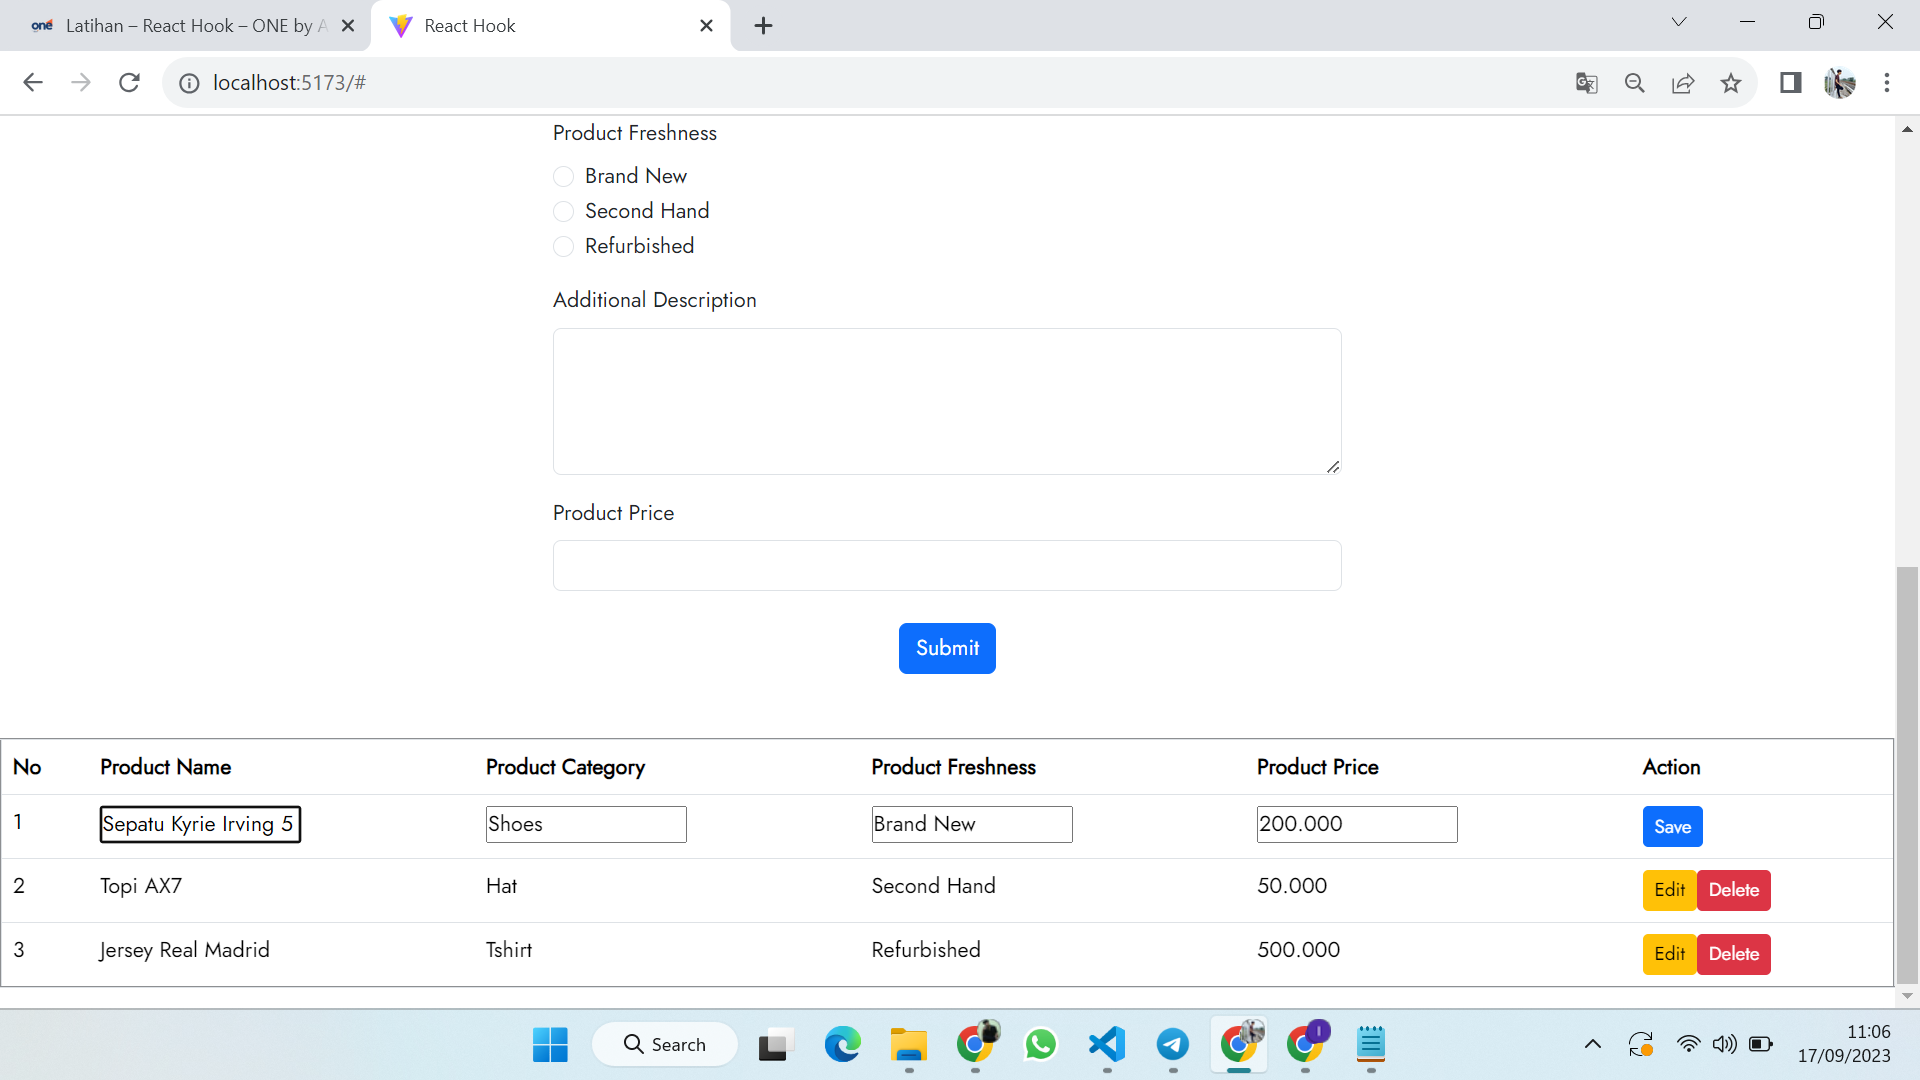 Latihan – React Hook – ONE by A
React Hook
localhost:5173/#
Product Freshness
Brand New
Second Hand
Refurbished
Additional Description
Product Price
Submit
No Product Name Product Category Product Freshness Product Price Action
1 Sepatu Kyrie Irving 5 Shoes Brand New 200.000 Save
2 Topi AX7 Hat Second Hand 50.000 Edit Delete
3 Jersey Real Madrid Tshirt Refurbished 500.000 Edit Delete
Search
11:06
17/09/2023